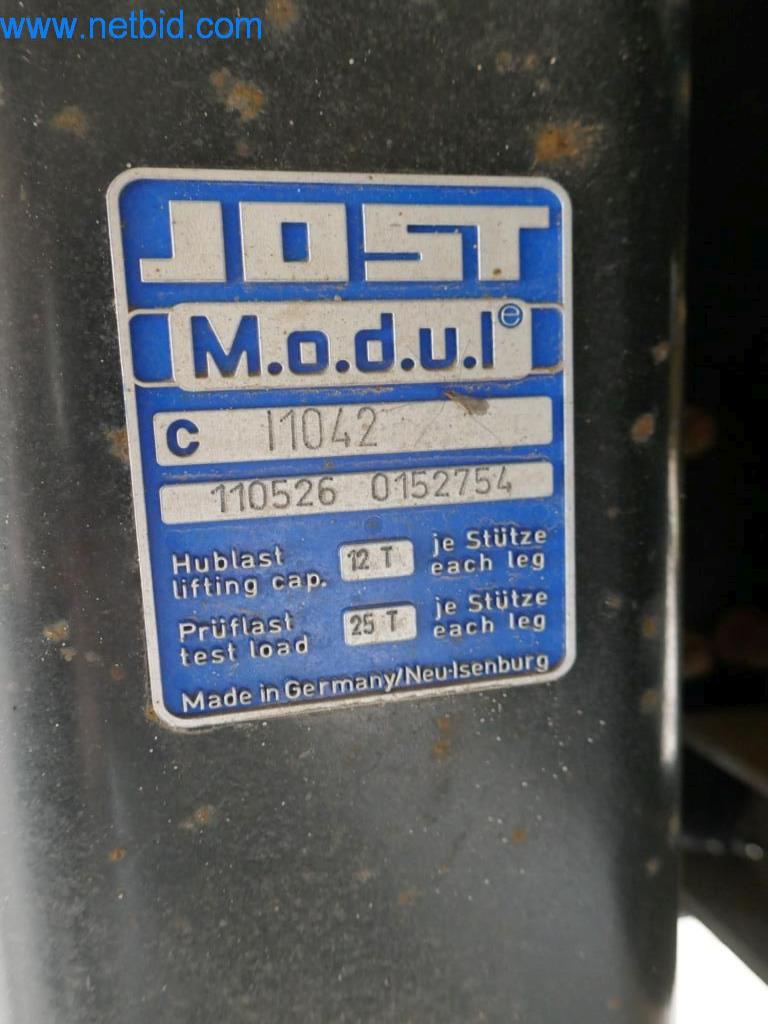 www.netbid.com
JOST
M.o.d.u.l e
C I1042
110526 0152754
Hublast 12 T je Stütze
lifting cap. each leg
Prüflast 25 T je Stütze
test load each leg
Made in Germany/Neu-Isenburg